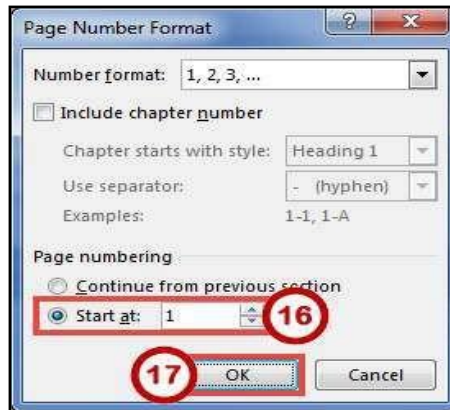 Page Number Format
Number format: 1, 2, 3, ...
Include chapter number
Chapter starts with style: Heading 1
Use separator: - (hyphen)
Examples: 1-1, 1-A
Page numbering
Continue from previous section
Start at: 1 16
17 OK Cancel